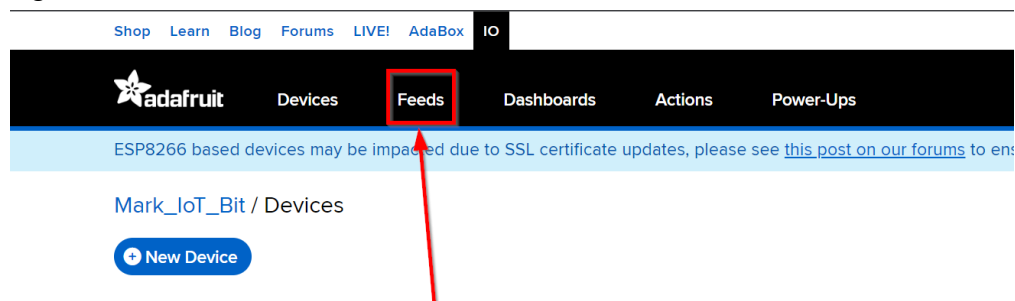 Shop Learn Blog Forums LIVE! AdaBox IO
adafruit Devices Feeds Dashboards Actions Power-Ups
ESP8266 based devices may be impacted due to SSL certificate updates, please see this post on our forums to ens
Mark_IoT_Bit / Devices
New Device